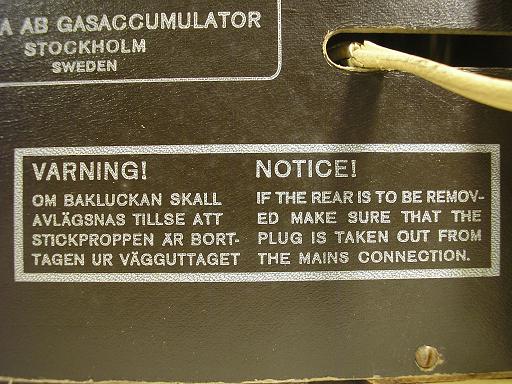 A AB GASACCUMULATOR
STOCKHOLM
SWEDEN
VARNING!
OM BAKLUCKAN SKALL
AVLÄGSNAS TILLSE ATT
STICKPROPPEN ÄR BORT-
TAGEN UR VÄGGUTTAGET
NOTICE!
IF THE REAR IS TO BE REMOV-
ED MAKE SURE THAT THE
PLUG IS TAKEN OUT FROM
THE MAINS CONNECTION.